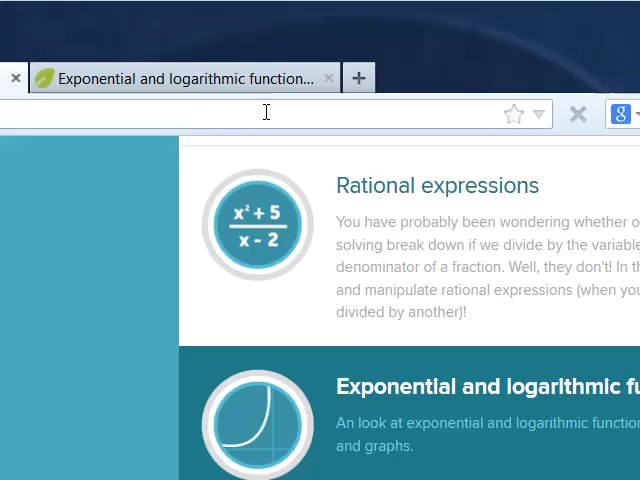 Exponential and logarithmic function...
g
Rational expressions
x² + 5
x - 2
You have probably been wondering whether o
solving break down if we divide by the variable
denominator of a fraction. Well, they don't! In th
and manipulate rational expressions (when you
divided by another)!
Exponential and logarithmic fu
An look at exponential and logarithmic function
and graphs.